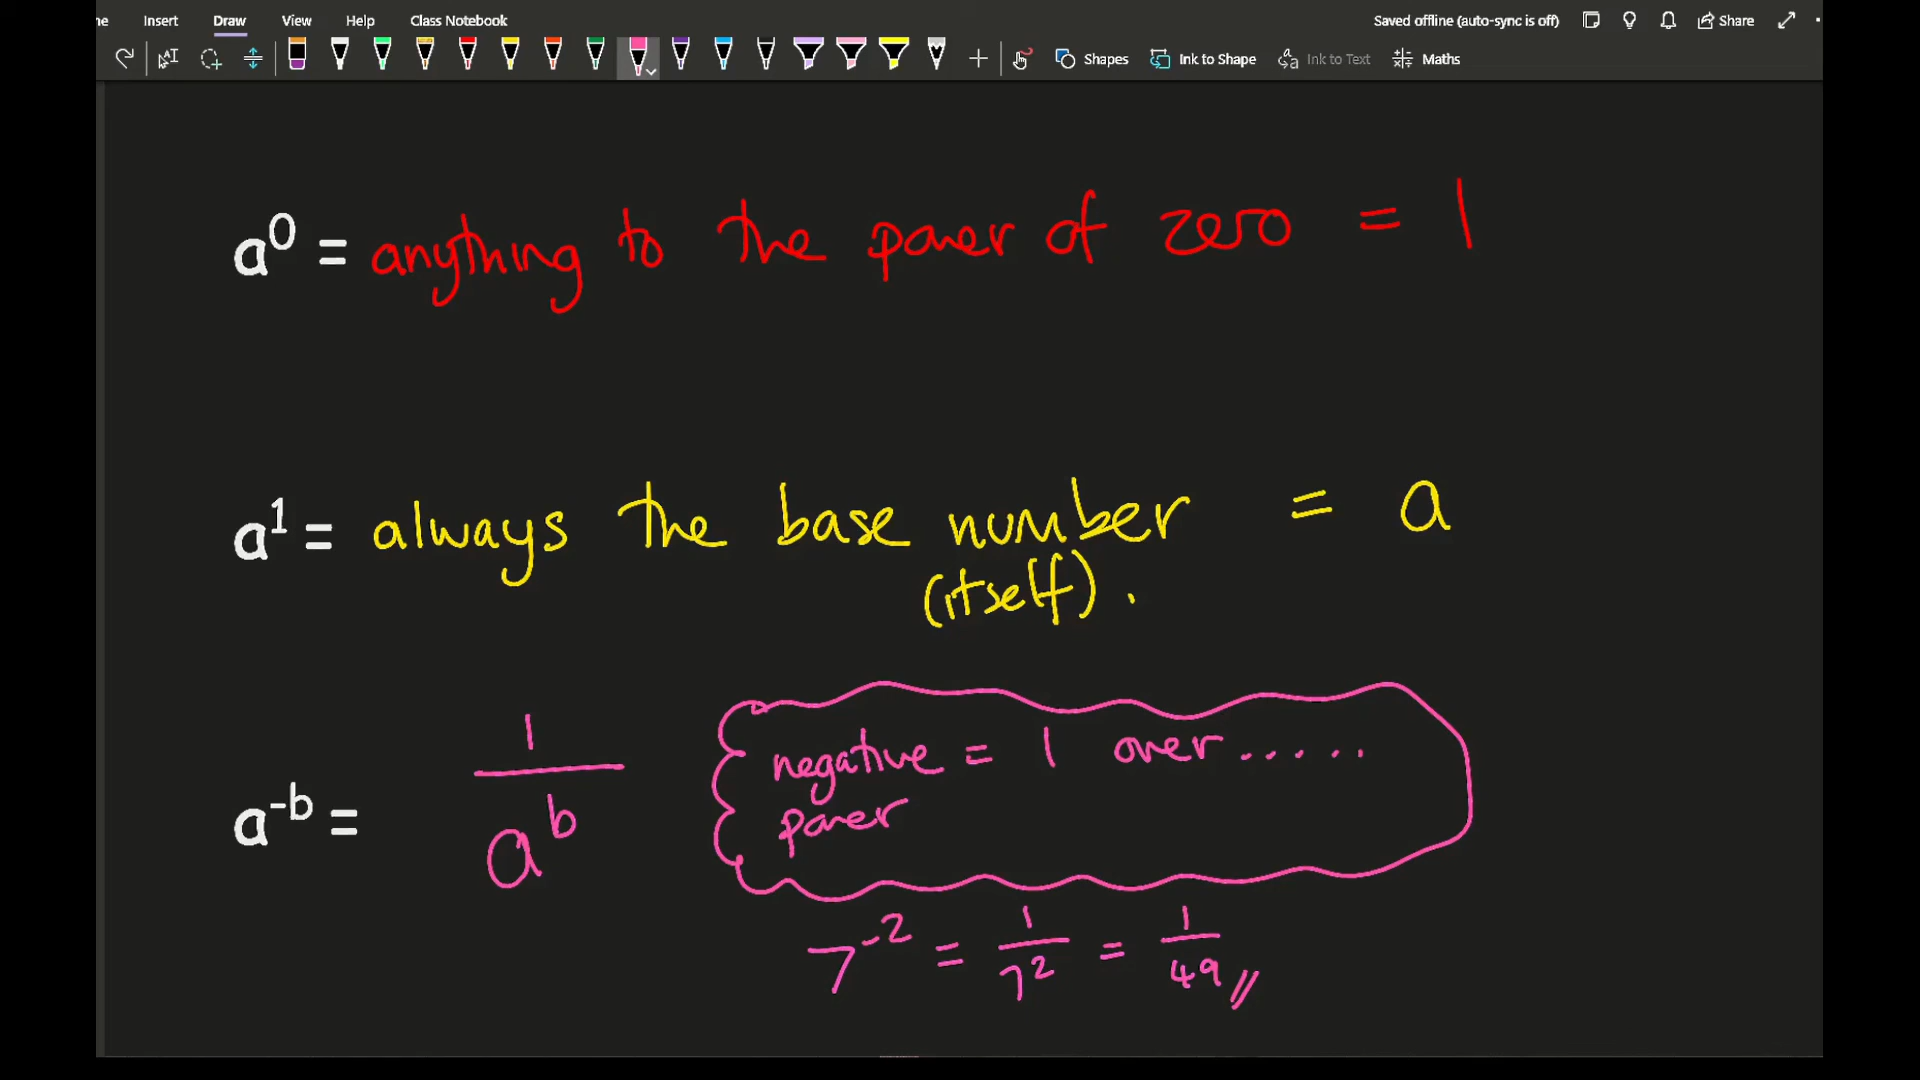 ne Insert Draw View Help Class Notebook Saved offline (auto-sync is off) Share
Shapes Ink to Shape Ink to Text Maths
a⁰ = anything to the power of zero = 1
a¹ = always the base number = a
(itself).
a⁻ᵇ = 1/aᵇ
negative = 1 over .....
power
7⁻² = 1/7² = 1/49//